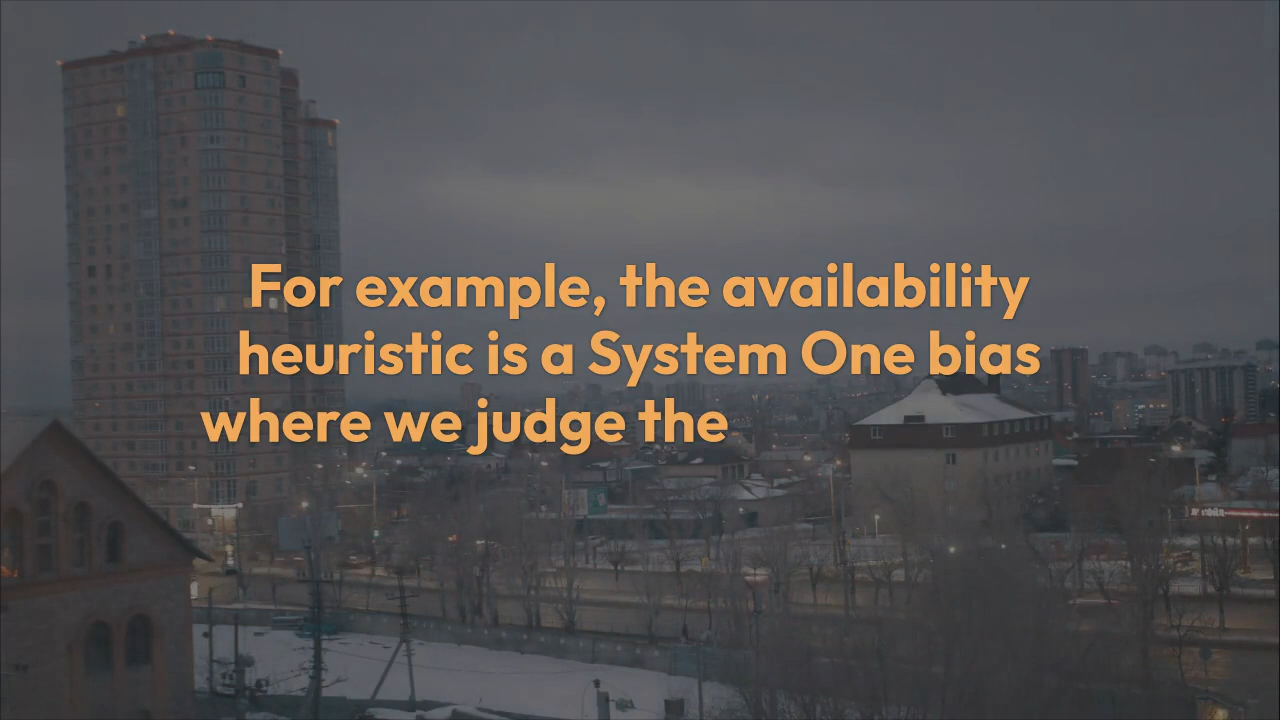 For example, the availability
heuristic is a System One bias
where we judge the